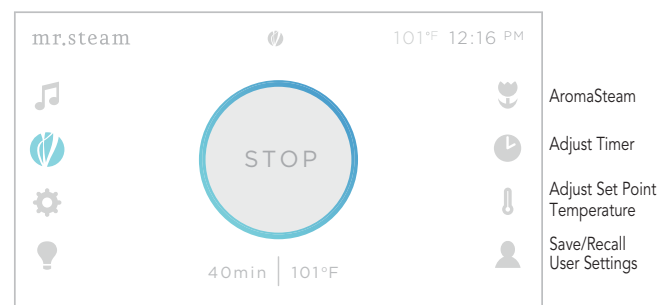 mr.steam
101°F 12:16 PM
AromaSteam
STOP
Adjust Timer
Adjust Set Point
Temperature
Save/Recall
User Settings
40min | 101°F